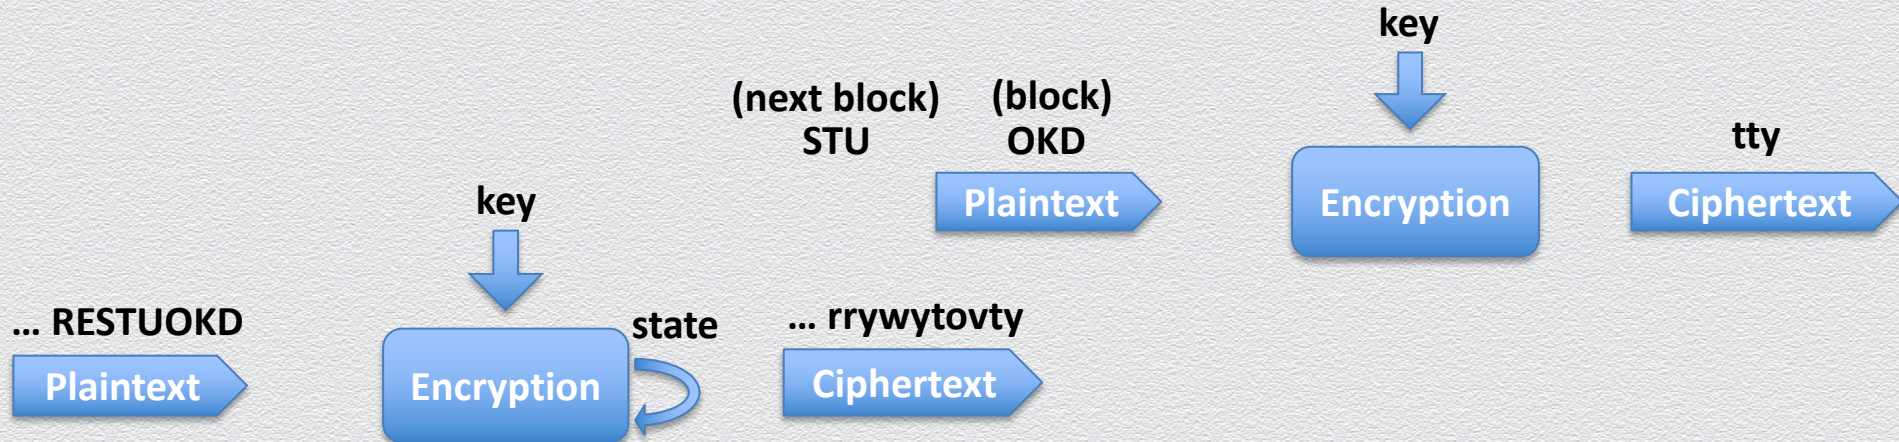 key
(next block) (block)
STU OKD
tty
Plaintext Encryption Ciphertext
key
... RESTUOKD
state
... rrywytovty
Plaintext Encryption Ciphertext